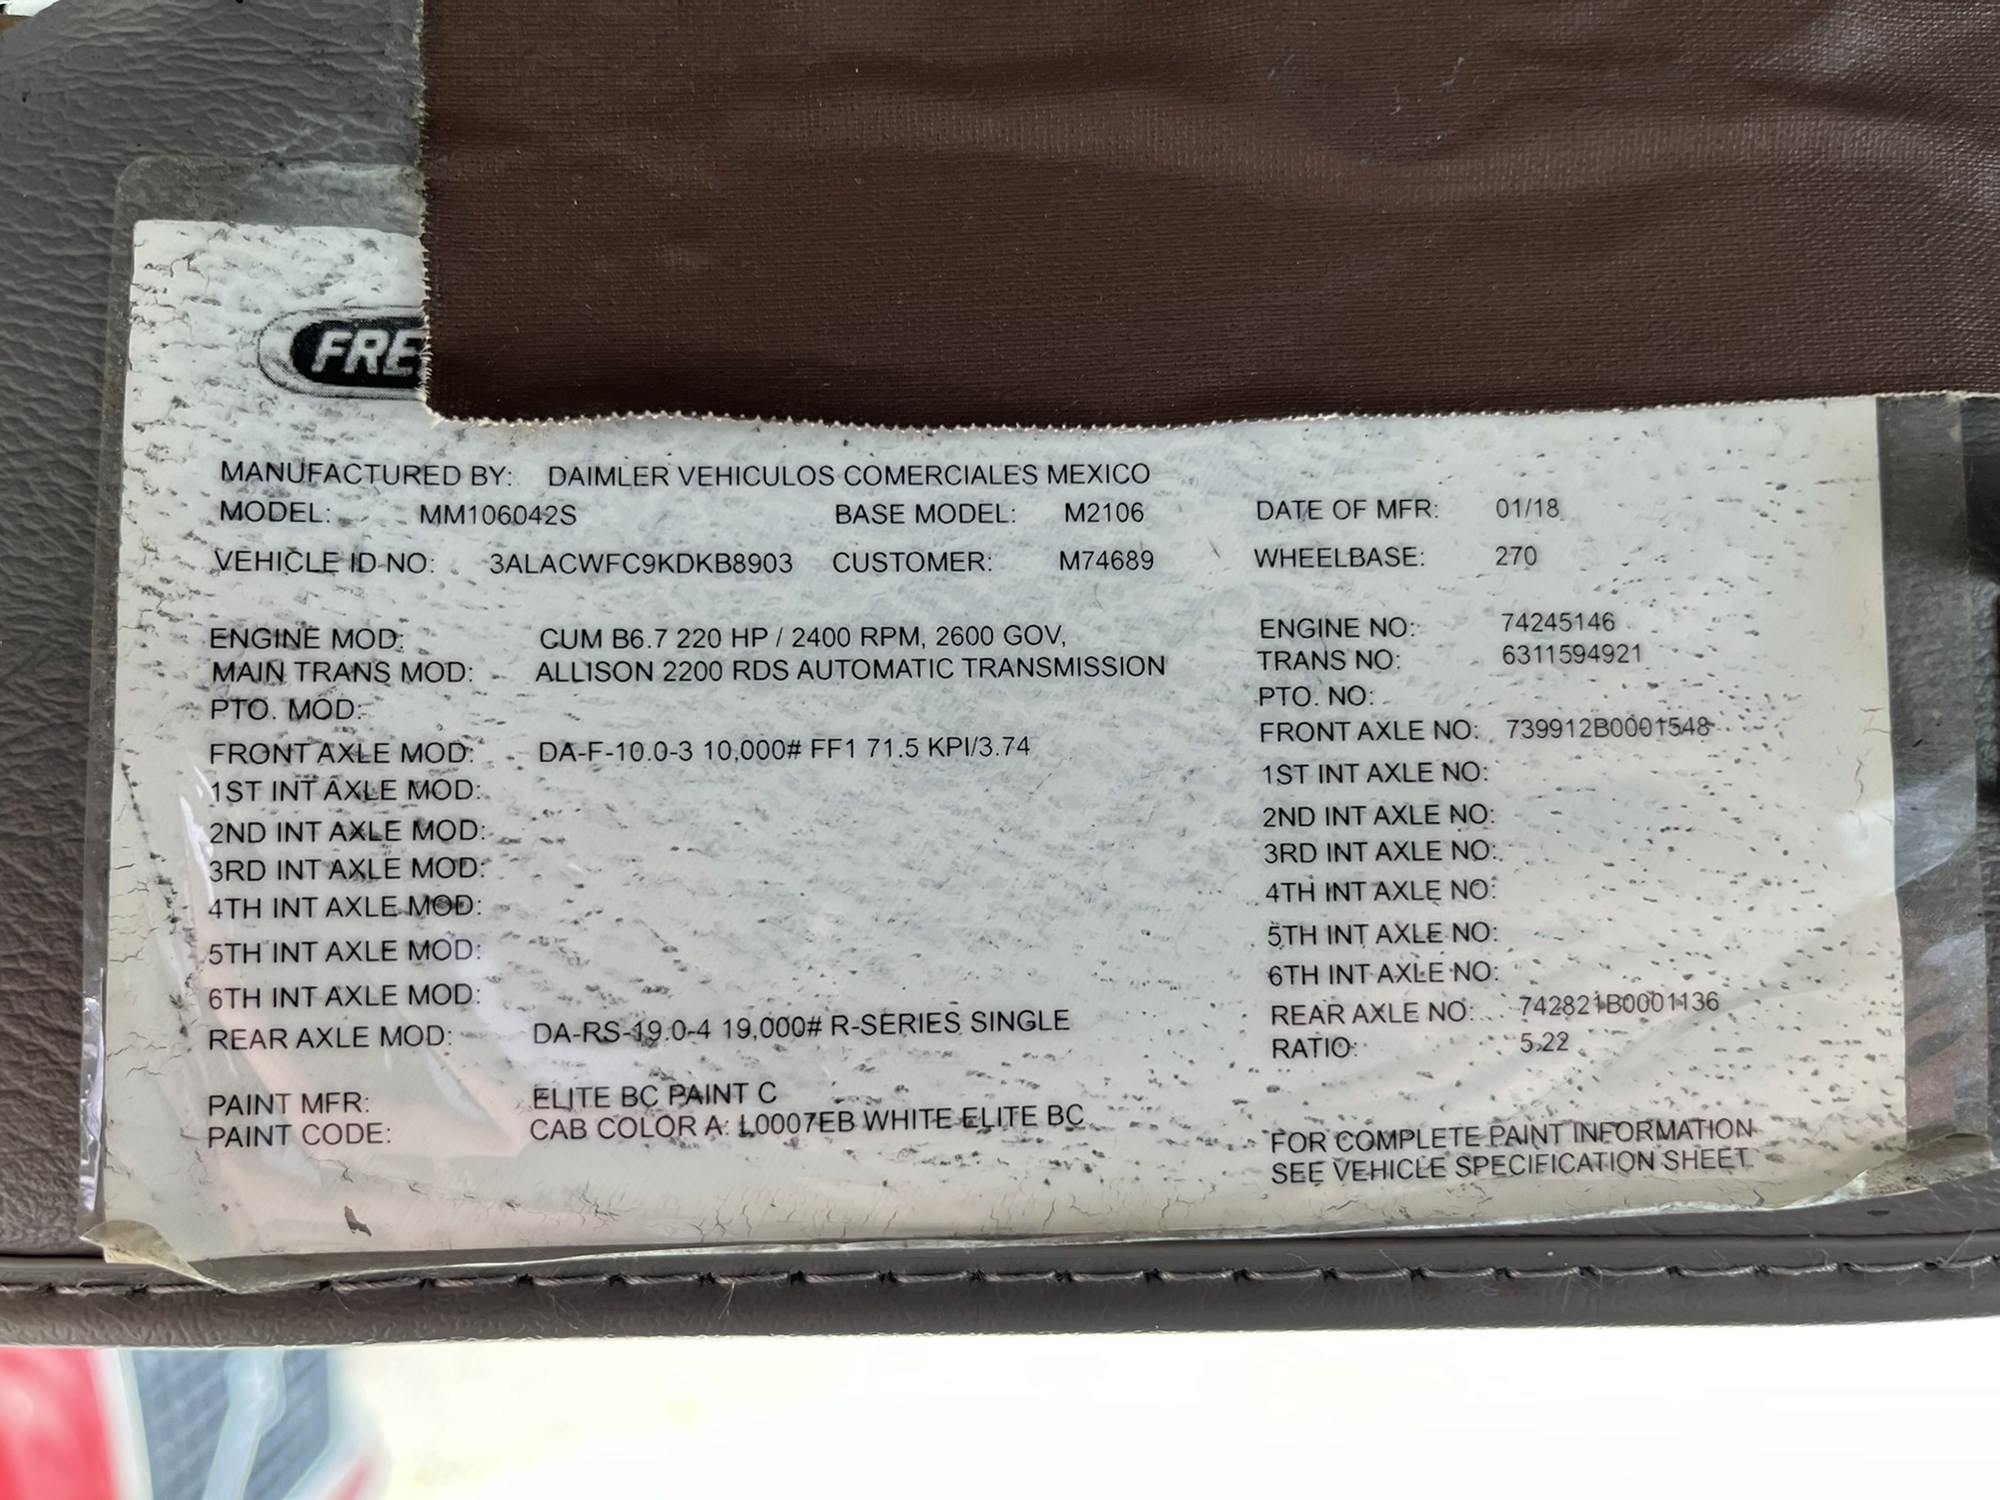 FRE
MANUFACTURED BY: DAIMLER VEHICULOS COMERCIALES MEXICO
MODEL: MM106042S BASE MODEL: M2106 DATE OF MFR: 01/18
VEHICLE ID NO: 3ALACWFC9KDKB8903 CUSTOMER: M74689 WHEELBASE: 270
ENGINE MOD: CUM B6.7 220 HP / 2400 RPM, 2600 GOV, ENGINE NO: 74245146
MAIN TRANS MOD: ALLISON 2200 RDS AUTOMATIC TRANSMISSION TRANS NO: 6311594921
PTO. MOD: PTO. NO:
FRONT AXLE MOD: DA-F-10.0-3 10,000# FF1 71.5 KPI/3.74 FRONT AXLE NO: 739912B0001548
1ST INT AXLE MOD: 1ST INT AXLE NO:
2ND INT AXLE MOD: 2ND INT AXLE NO:
3RD INT AXLE MOD: 3RD INT AXLE NO:
4TH INT AXLE MOD: 4TH INT AXLE NO:
5TH INT AXLE MOD: 5TH INT AXLE NO:
6TH INT AXLE MOD: 6TH INT AXLE NO:
REAR AXLE MOD: DA-RS-19.0-4 19,000# R-SERIES SINGLE REAR AXLE NO: 742821B0001136
RATIO: 5.22
PAINT MFR: ELITE BC PAINT C
PAINT CODE: CAB COLOR A: L0007EB WHITE ELITE BC
FOR COMPLETE PAINT INFORMATION
SEE VEHICLE SPECIFICATION SHEET